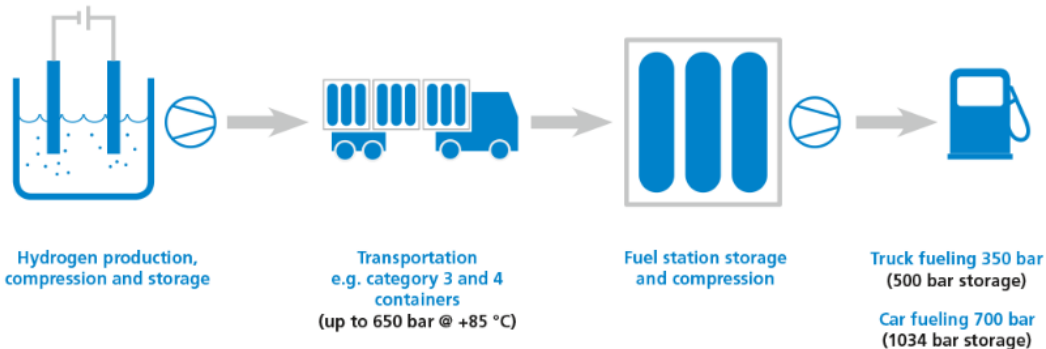 Hydrogen production,
compression and storage
Transportation
e.g. category 3 and 4
containers
(up to 650 bar @ +85 °C)
Fuel station storage
and compression
Truck fueling 350 bar
(500 bar storage)
Car fueling 700 bar
(1034 bar storage)